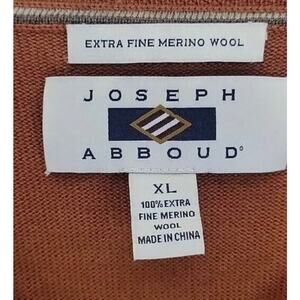 EXTRA FINE MERINO WOOL
JOSEPH
ABBOUD
XL
100% EXTRA
FINE MERINO
WOOL
MADE IN CHINA